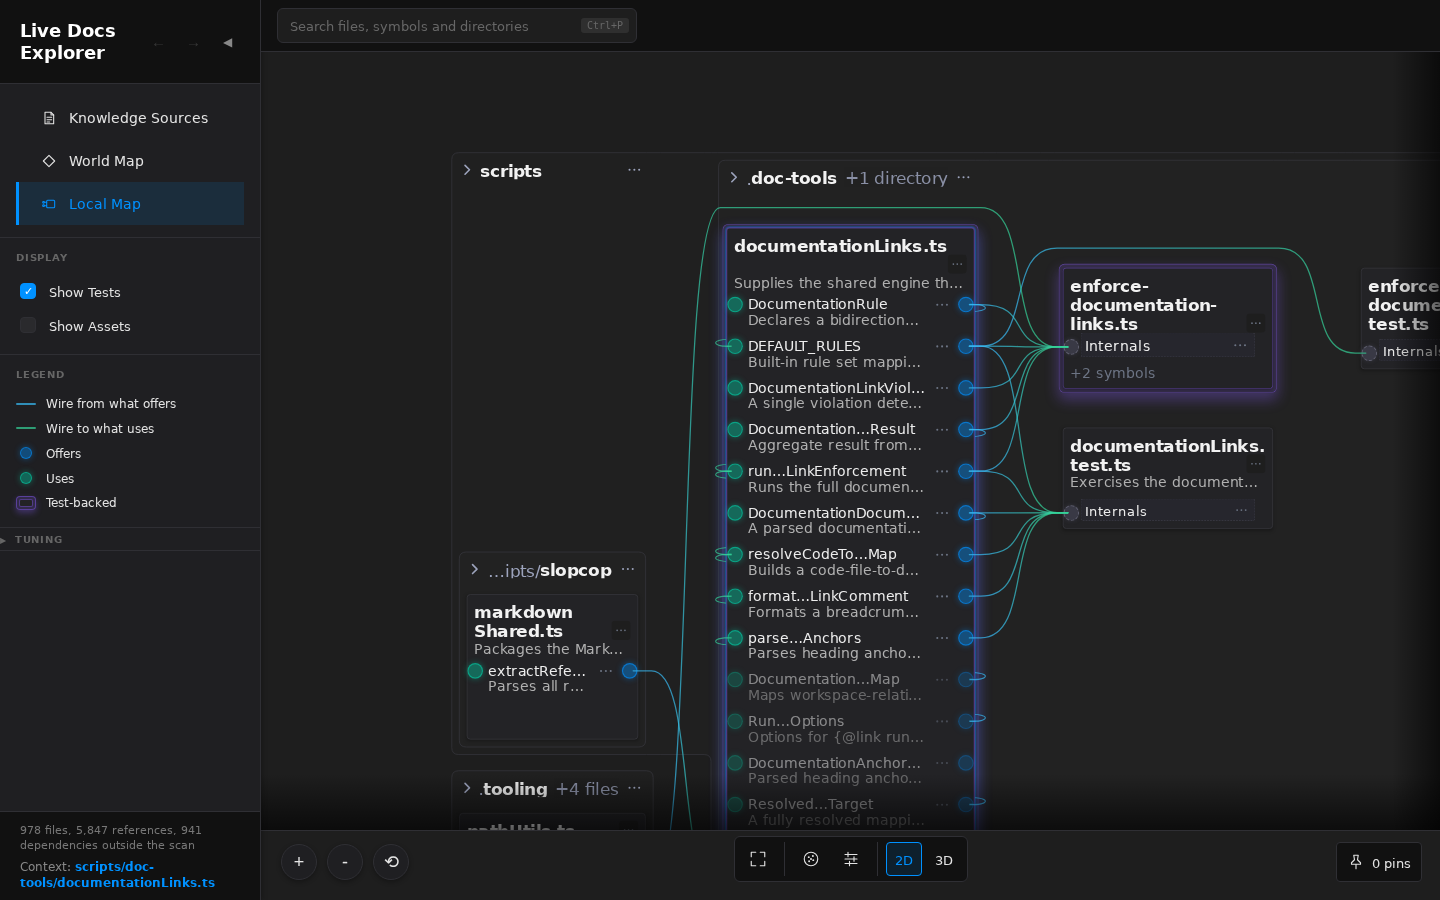 Live Docs
Explorer
Search files, symbols and directories
Ctrl+P
Knowledge Sources
World Map
Local Map
DISPLAY
Show Tests
Show Assets
LEGEND
Wire from what offers
Wire to what uses
Offers
Uses
Test-backed
TUNING
978 files, 5,847 references, 941
dependencies outside the scan
Context: scripts/doc-
tools/documentationLinks.ts
scripts
...
.doc-tools +1 directory ...
documentationLinks.ts
...
Supplies the shared engine th...
DocumentationRule ...
Declares a bidirection...
DEFAULT_RULES ...
Built-in rule set mappi...
DocumentationLinkViol... ...
A single violation dete...
Documentation...Result ...
Aggregate result from...
run...LinkEnforcement ...
Runs the full documen...
DocumentationDocum... ...
A parsed documentati...
resolveCodeTo...Map ...
Builds a code-file-to-d...
format...LinkComment ...
Formats a breadcrum...
parse...Anchors ...
Parses heading ancho...
Documentation...Map ...
Maps workspace-relati...
Run...Options ...
Options for {@link run...
DocumentationAnchor... ...
Parsed heading ancho...
Resolved...Target ...
A fully resolved mappi...
enforce-
documentation-
links.ts
...
Internals ...
+2 symbols
documentationLinks.
test.ts
...
Exercises the document...
Internals ...
enforce
docume
test.ts
Internals
...ipts/slopcop ...
markdown
Shared.ts
...
Packages the Mark...
extractRefe... ...
Parses all r...
.tooling +4 files ...
pathUtils.ts
+
-
2D
3D
0 pins